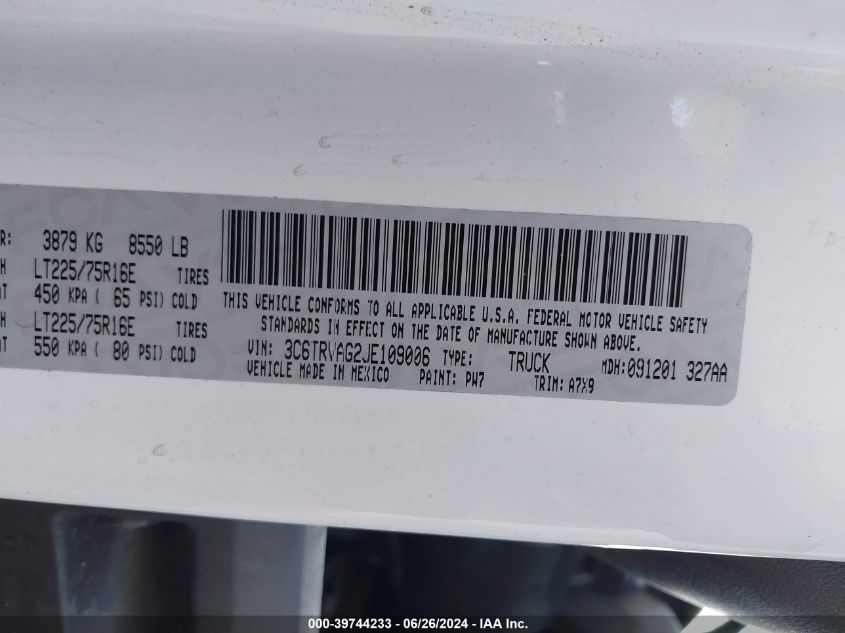 R: 3879 KG 8550 LB
H LT225/75R16E TIRES
AT 450 KPA ( 65 PSI) COLD
H LT225/75R16E TIRES
AT 550 KPA ( 80 PSI) COLD
THIS VEHICLE CONFORMS TO ALL APPLICABLE U.S.A. FEDERAL MOTOR VEHICLE SAFETY
STANDARDS IN EFFECT ON THE DATE OF MANUFACTURE SHOWN ABOVE.
VIN: 3C6TRVAG2JE109006 TYPE: TRUCK MDH:091201 327AA
VEHICLE MADE IN MEXICO PAINT: PW7 TRIM: A7X9
000-39744233 - 06/26/2024 - IAA Inc.